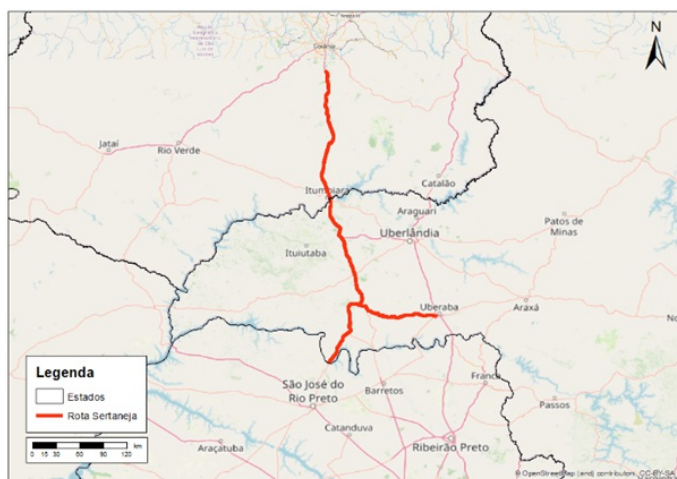 N
Goiânia
Jataí
Rio Verde
Itumbiara
Catalão
Araguari
Uberlândia
Patos de
Minas
Ituiutaba
Uberaba
Araxá
No
Legenda
Estados
Rota Sertaneja
0 15 30 60 90 120 km
São José do
Rio Preto
Barretos
Franca
Passos
Catanduva
Araçatuba
Ribeirão Preto
© OpenStreetMap (and) contributors, CC-BY-SA